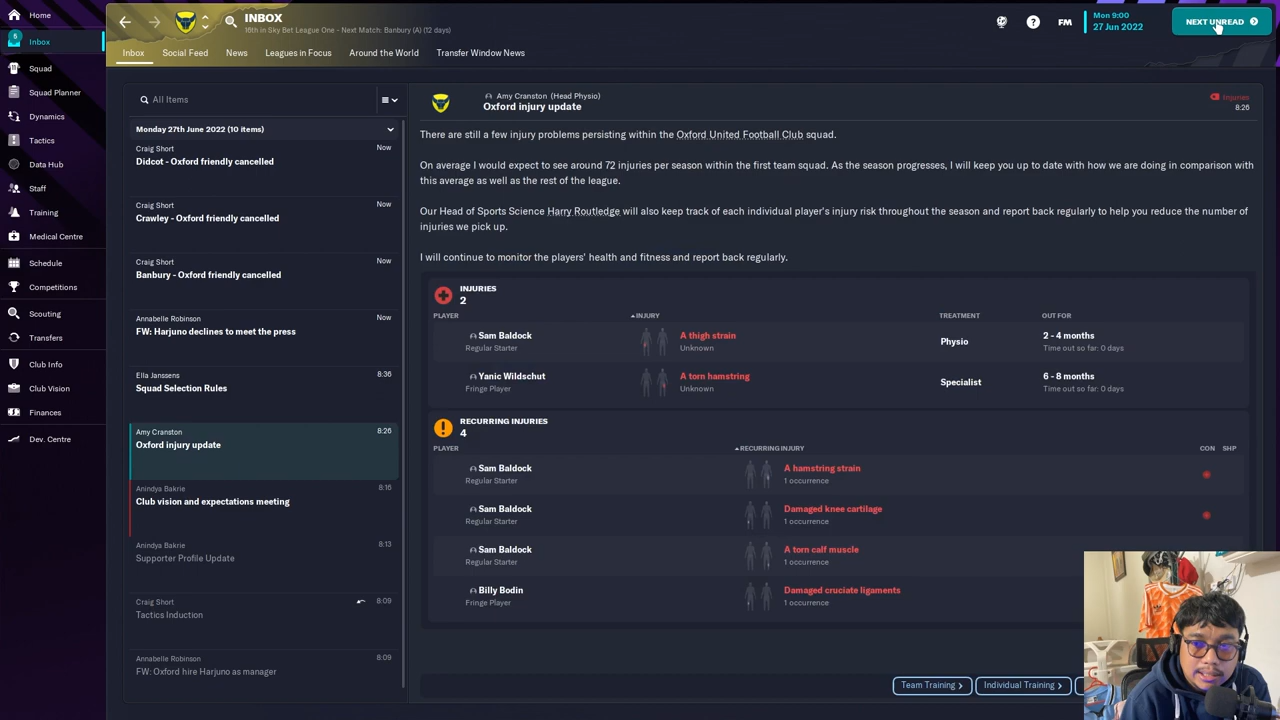 INBOX
16th in Sky Bet League One - Next Match: Banbury (A) (12 days)
FM
Mon 9:00
27 Jun 2022
NEXT UNREAD
5
Inbox
Squad
Squad Planner
Dynamics
Tactics
Data Hub
Staff
Training
Medical Centre
Schedule
Competitions
Scouting
Transfers
Club Info
Club Vision
Finances
Dev. Centre
Inbox
Social Feed
News
Leagues in Focus
Around the World
Transfer Window News
All Items
Monday 27th June 2022 (10 items)
Craig Short
Now
Didcot - Oxford friendly cancelled
Craig Short
Now
Crawley - Oxford friendly cancelled
Craig Short
Now
Banbury - Oxford friendly cancelled
Annabelle Robinson
Now
FW: Harjuno declines to meet the press
Ella Janssens
8:36
Squad Selection Rules
Amy Cranston
8:26
Oxford injury update
Anindya Bakrie
8:16
Club vision and expectations meeting
Anindya Bakrie
8:13
Supporter Profile Update
Craig Short
8:09
Tactics Induction
Annabelle Robinson
8:09
FW: Oxford hire Harjuno as manager
Amy Cranston (Head Physio)
Oxford injury update
Injuries
8:26
There are still a few injury problems persisting within the Oxford United Football Club squad.
On average I would expect to see around 72 injuries per season within the first team squad. As the season progresses, I will keep you up to date with how we are doing in comparison with
this average as well as the rest of the league.
Our Head of Sports Science Harry Routledge will also keep track of each individual player's injury risk throughout the season and report back regularly to help you reduce the number of
injuries we pick up.
I will continue to monitor the players' health and fitness and report back regularly.
INJURIES
2
PLAYER
INJURY
TREATMENT
OUT FOR
Sam Baldock
Regular Starter
A thigh strain
Unknown
Physio
2 - 4 months
Time out so far: 0 days
Yanic Wildschut
Fringe Player
A torn hamstring
Unknown
Specialist
6 - 8 months
Time out so far: 0 days
RECURRING INJURIES
4
PLAYER
RECURRING INJURY
CON
SHP
Sam Baldock
Regular Starter
A hamstring strain
1 occurrence
Sam Baldock
Regular Starter
Damaged knee cartilage
1 occurrence
Sam Baldock
Regular Starter
A torn calf muscle
1 occurrence
Billy Bodin
Fringe Player
Damaged cruciate ligaments
1 occurrence
Team Training
Individual Training